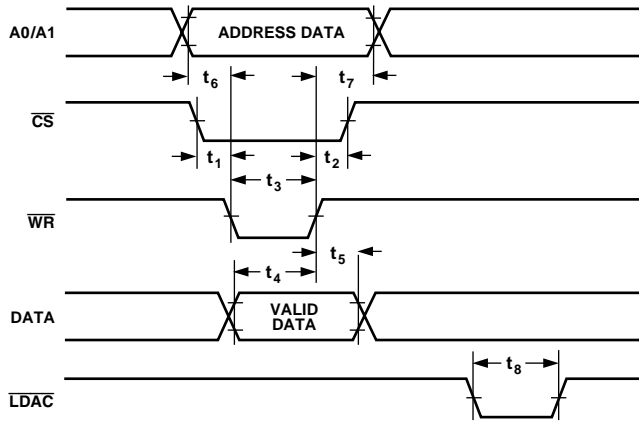 A0/A1
ADDRESS DATA
t6
t7
CS
t1
t2
t3
WR
t5
t4
DATA
VALID
DATA
t8
LDAC